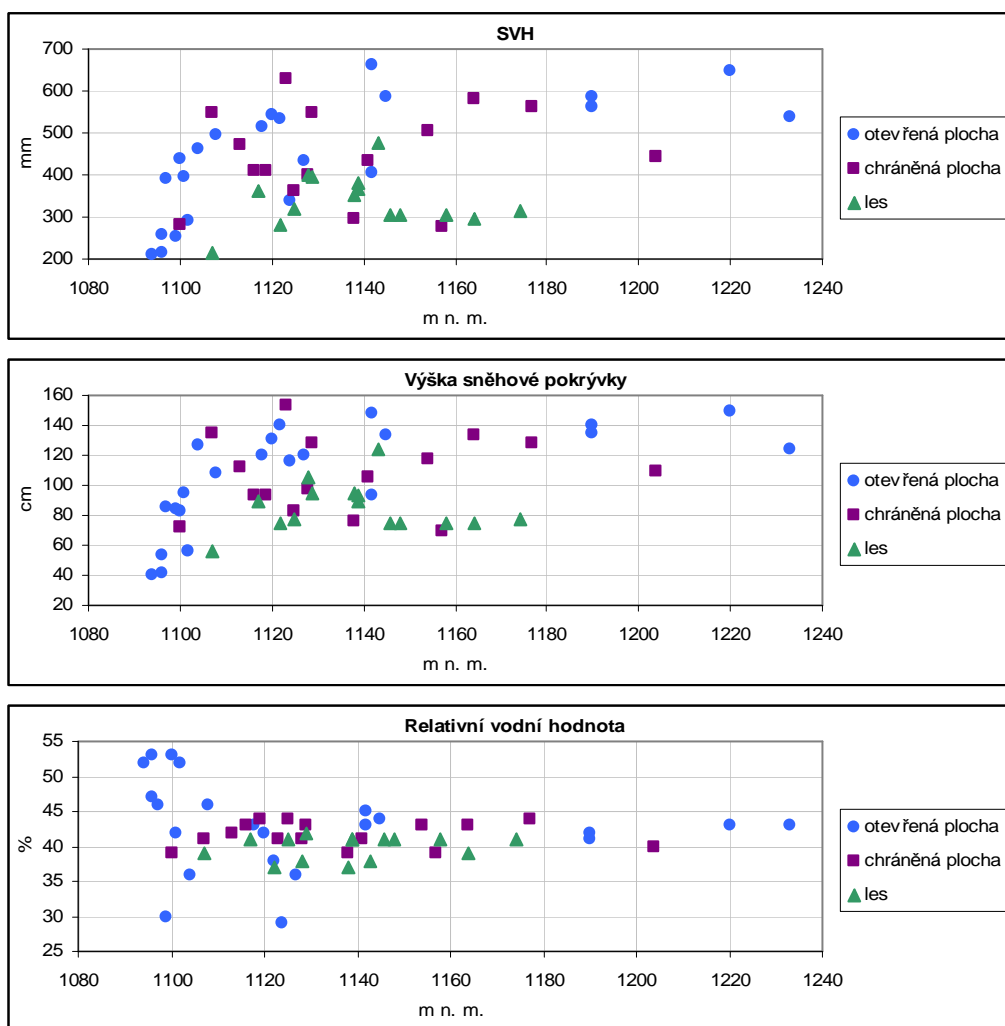 SVH
700
600
500
400
300
200
mm
1080 1100 1120 1140 1160 1180 1200 1220 1240
m n. m.
otevřená plocha
chráněná plocha
les
Výška sněhové pokrývky
160
140
120
100
80
60
40
20
cm
1080 1100 1120 1140 1160 1180 1200 1220 1240
m n. m.
otevřená plocha
chráněná plocha
les
Relativní vodní hodnota
55
50
45
40
35
30
25
%
1080 1100 1120 1140 1160 1180 1200 1220 1240
m n. m.
otevřená plocha
chráněná plocha
les